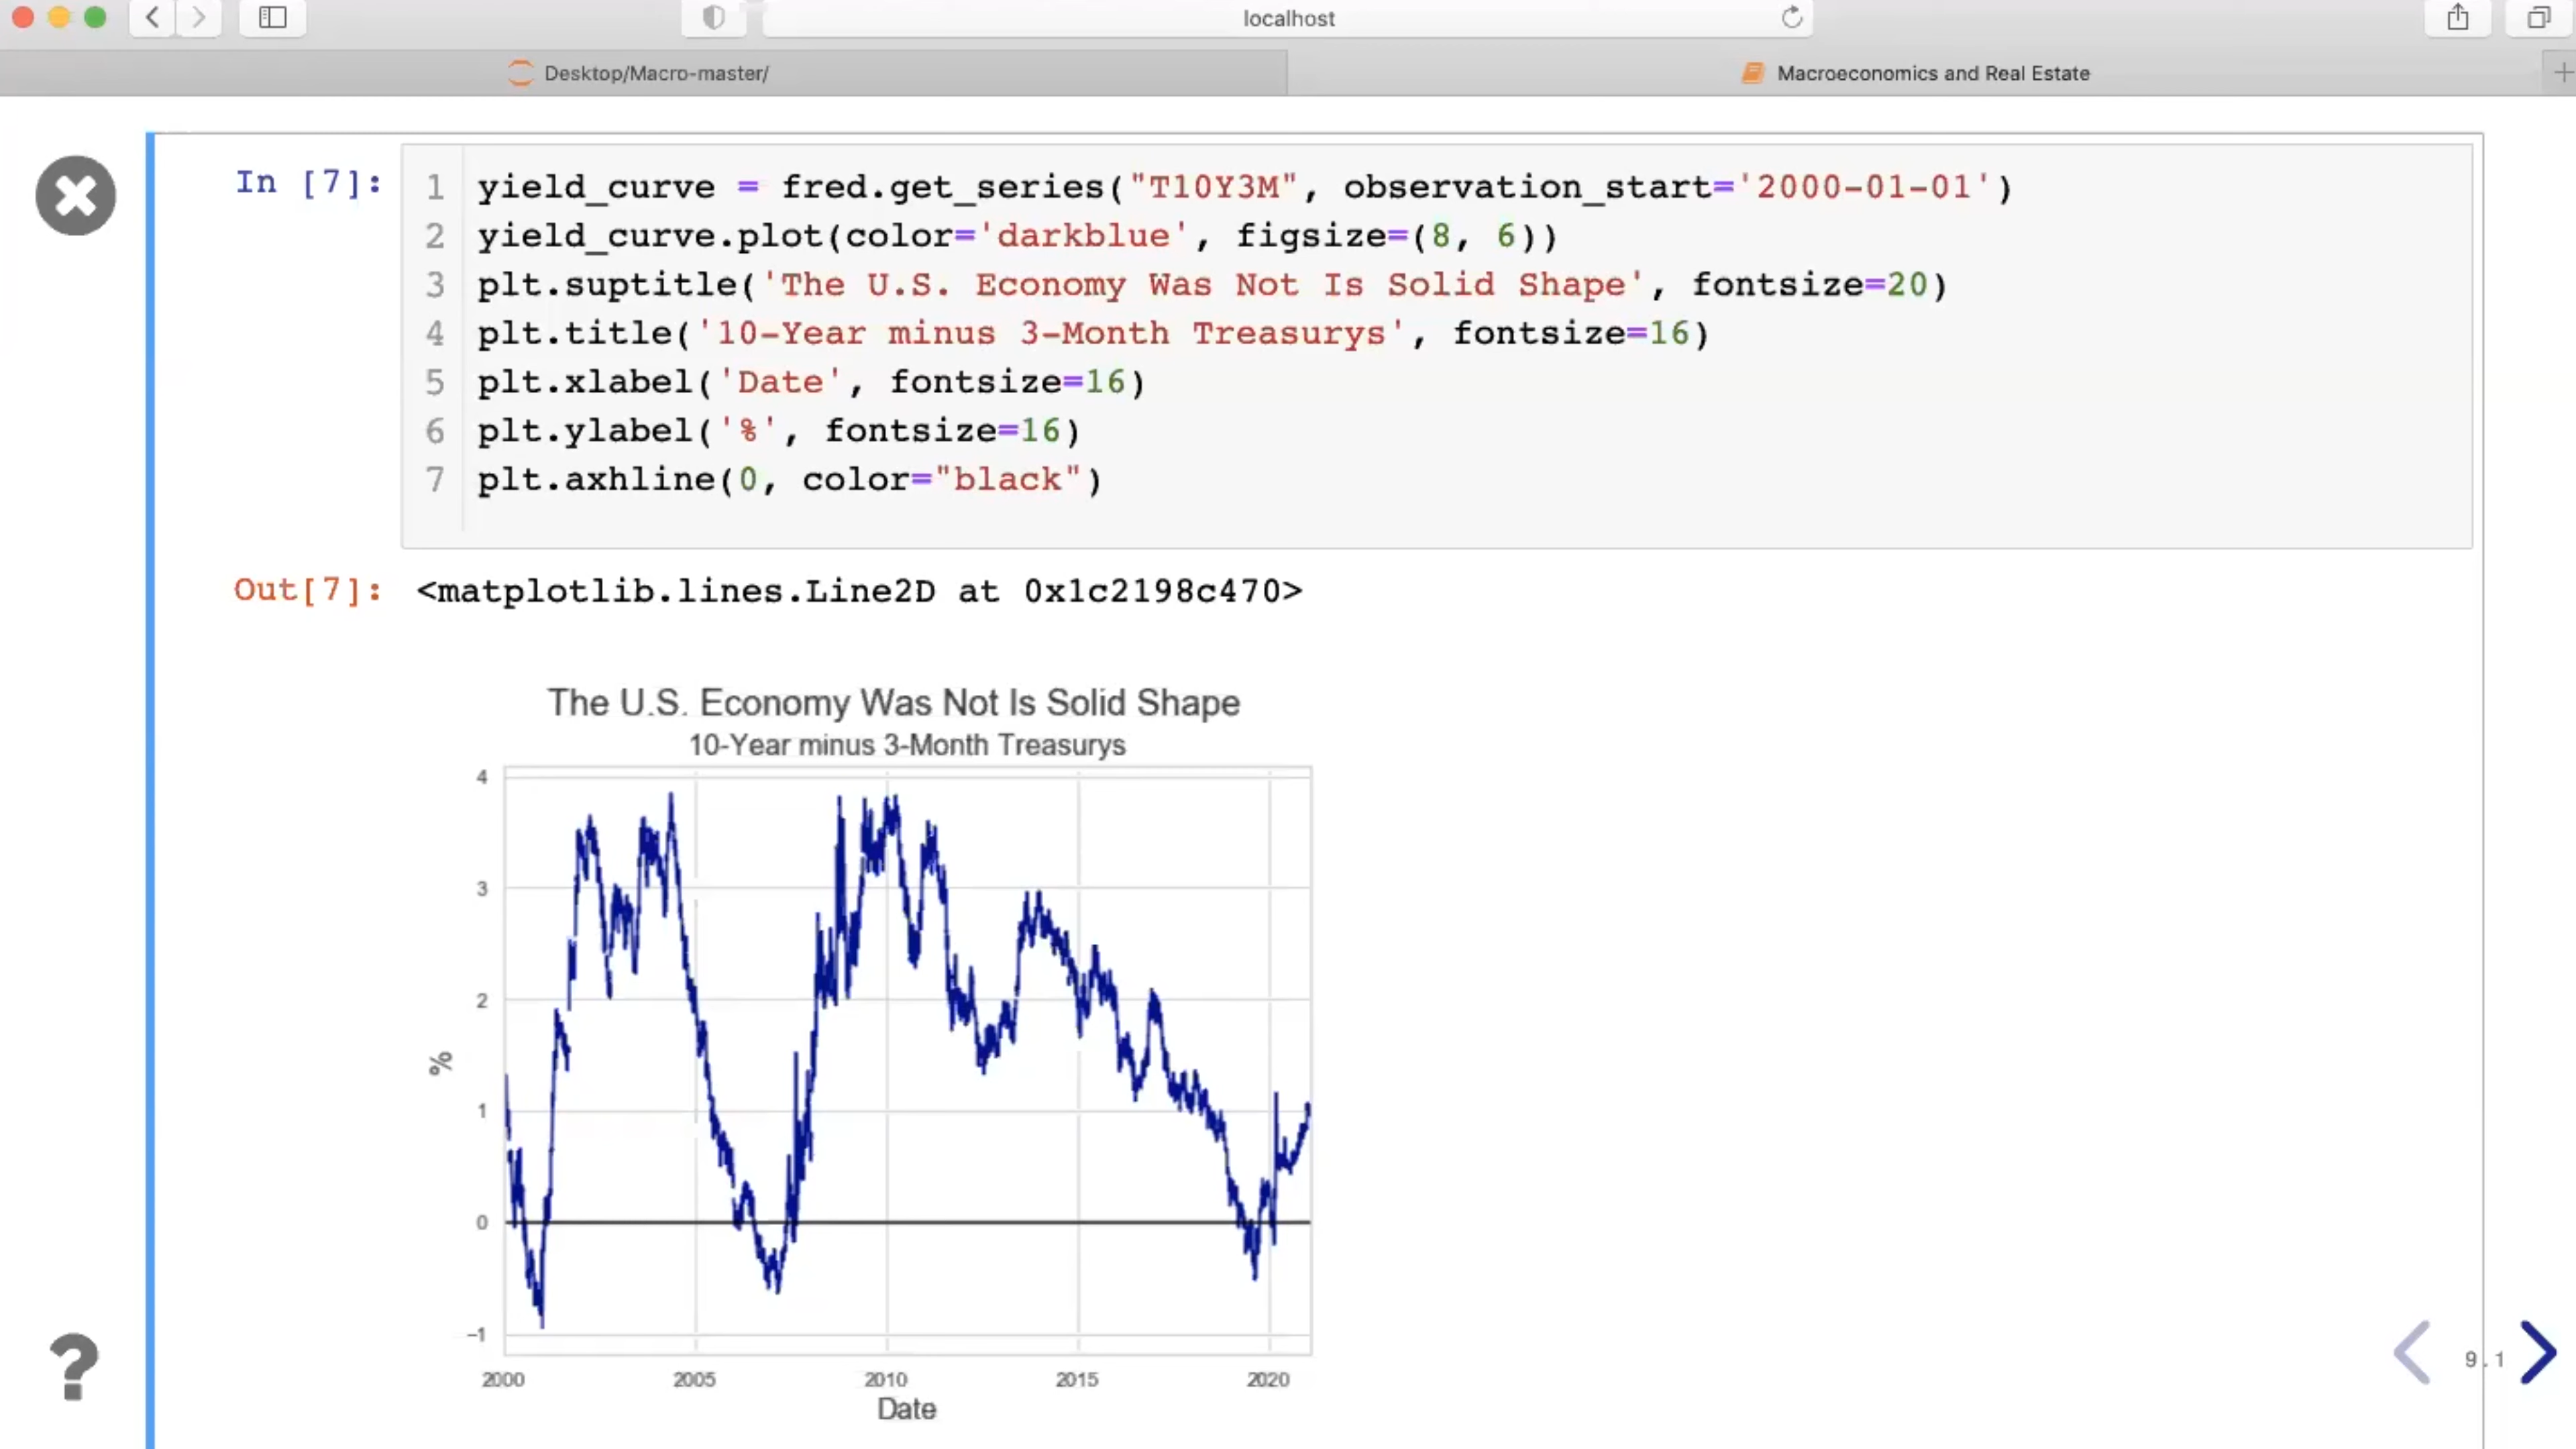 localhost
Desktop/Macro-master/
Macroeconomics and Real Estate
In [7]:
1 yield_curve = fred.get_series("T10Y3M", observation_start='2000-01-01')
2 yield_curve.plot(color='darkblue', figsize=(8, 6))
3 plt.suptitle('The U.S. Economy Was Not Is Solid Shape', fontsize=20)
4 plt.title('10-Year minus 3-Month Treasurys', fontsize=16)
5 plt.xlabel('Date', fontsize=16)
6 plt.ylabel('%', fontsize=16)
7 plt.axhline(0, color="black")
Out[7]: <matplotlib.lines.Line2D at 0x1c2198c470>
The U.S. Economy Was Not Is Solid Shape
10-Year minus 3-Month Treasurys
4
3
2
1
0
-1
%
2000 2005 2010 2015 2020
Date
9.1